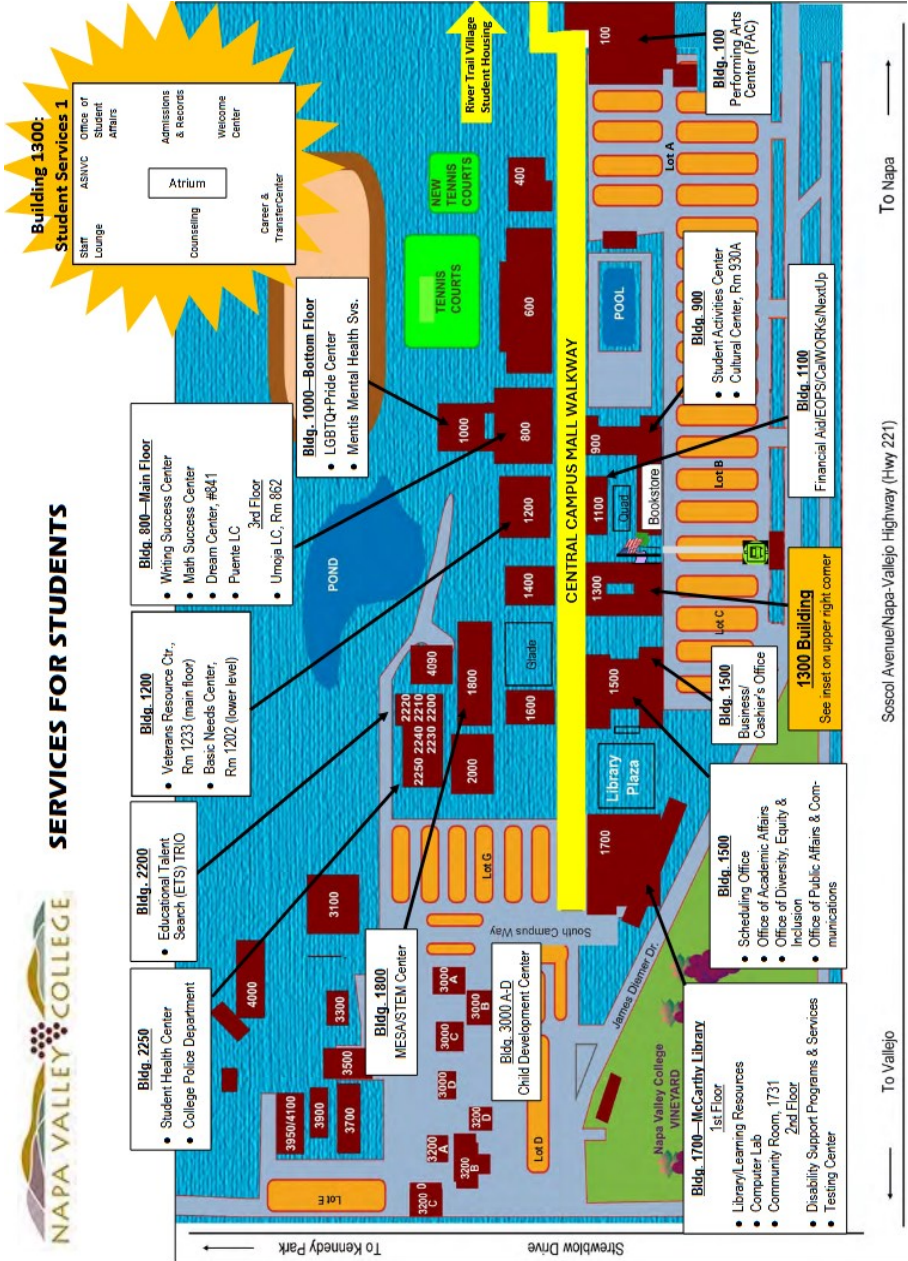 NAPA VALLEY COLLEGE
SERVICES FOR STUDENTS
Building 1300:
Student Services 1
Staff
Lounge
ASNVC
Office of
Student
Affairs
Atrium
Counseling
Admissions
& Records
Career &
TransferCenter
Welcome
Center
Bldg. 2250
• Student Health Center
• College Police Department
Bldg. 2200
• Educational Talent
Search (ETS) TRIO
Bldg. 1200
• Veterans Resource Ctr.,
Rm 1233 (main floor)
• Basic Needs Center,
Rm 1202 (lower level)
Bldg. 800—Main Floor
• Writing Success Center
• Math Success Center
• Dream Center, #841
• Puente LC
3rd Floor
• Umoja LC, Rm 862
Bldg. 1000—Bottom Floor
• LGBTQ+Pride Center
• Mentis Mental Health Svs.
River Trail Village
Student Housing
POND
TENNIS
COURTS
NEW
TENNIS
COURTS
4000
3100
3300
3500
3950/4100
3900
3700
Lot E
2220
2250 2240 2210
2230 2200
4090
1800
2000
1600
Glade
1400
1200
1000
800
600
400
Bldg. 1800
MESA/STEM Center
Lot G
South Campus Way
3000
A
3000
B
3000
C
3000
D
3200
A
3200
B
3200 0
C
3200
D
Bldg. 3000 A-D
Child Development Center
Lot D
CENTRAL CAMPUS MALL WALKWAY
1700
Library
Plaza
1500
1300
1100
Quad
900
Bookstore
POOL
100
Lot A
Lot B
Lot C
James Diemer Dr.
Napa Valley College
VINEYARD
Bldg. 1700—McCarthy Library
1st Floor
• Library/Learning Resources
• Computer Lab
• Community Room, 1731
2nd Floor
• Disability Support Programs & Services
• Testing Center
Bldg. 1500
• Scheduling Office
• Office of Academic Affairs
• Office of Diversity, Equity &
Inclusion
• Office of Public Affairs & Com-
munications
Bldg. 1500
Business/
Cashier's Office
1300 Building
See inset on upper right corner
Bldg. 1100
Financial Aid/EOPS/CalWORKs/NextUp
Bldg. 900
• Student Activities Center
• Cultural Center, Rm 930A
Bldg. 100
Performing Arts
Center (PAC)
To Kennedy Park
Streblow Drive
To Vallejo
Soscol Avenue/Napa-Vallejo Highway (Hwy 221)
To Napa